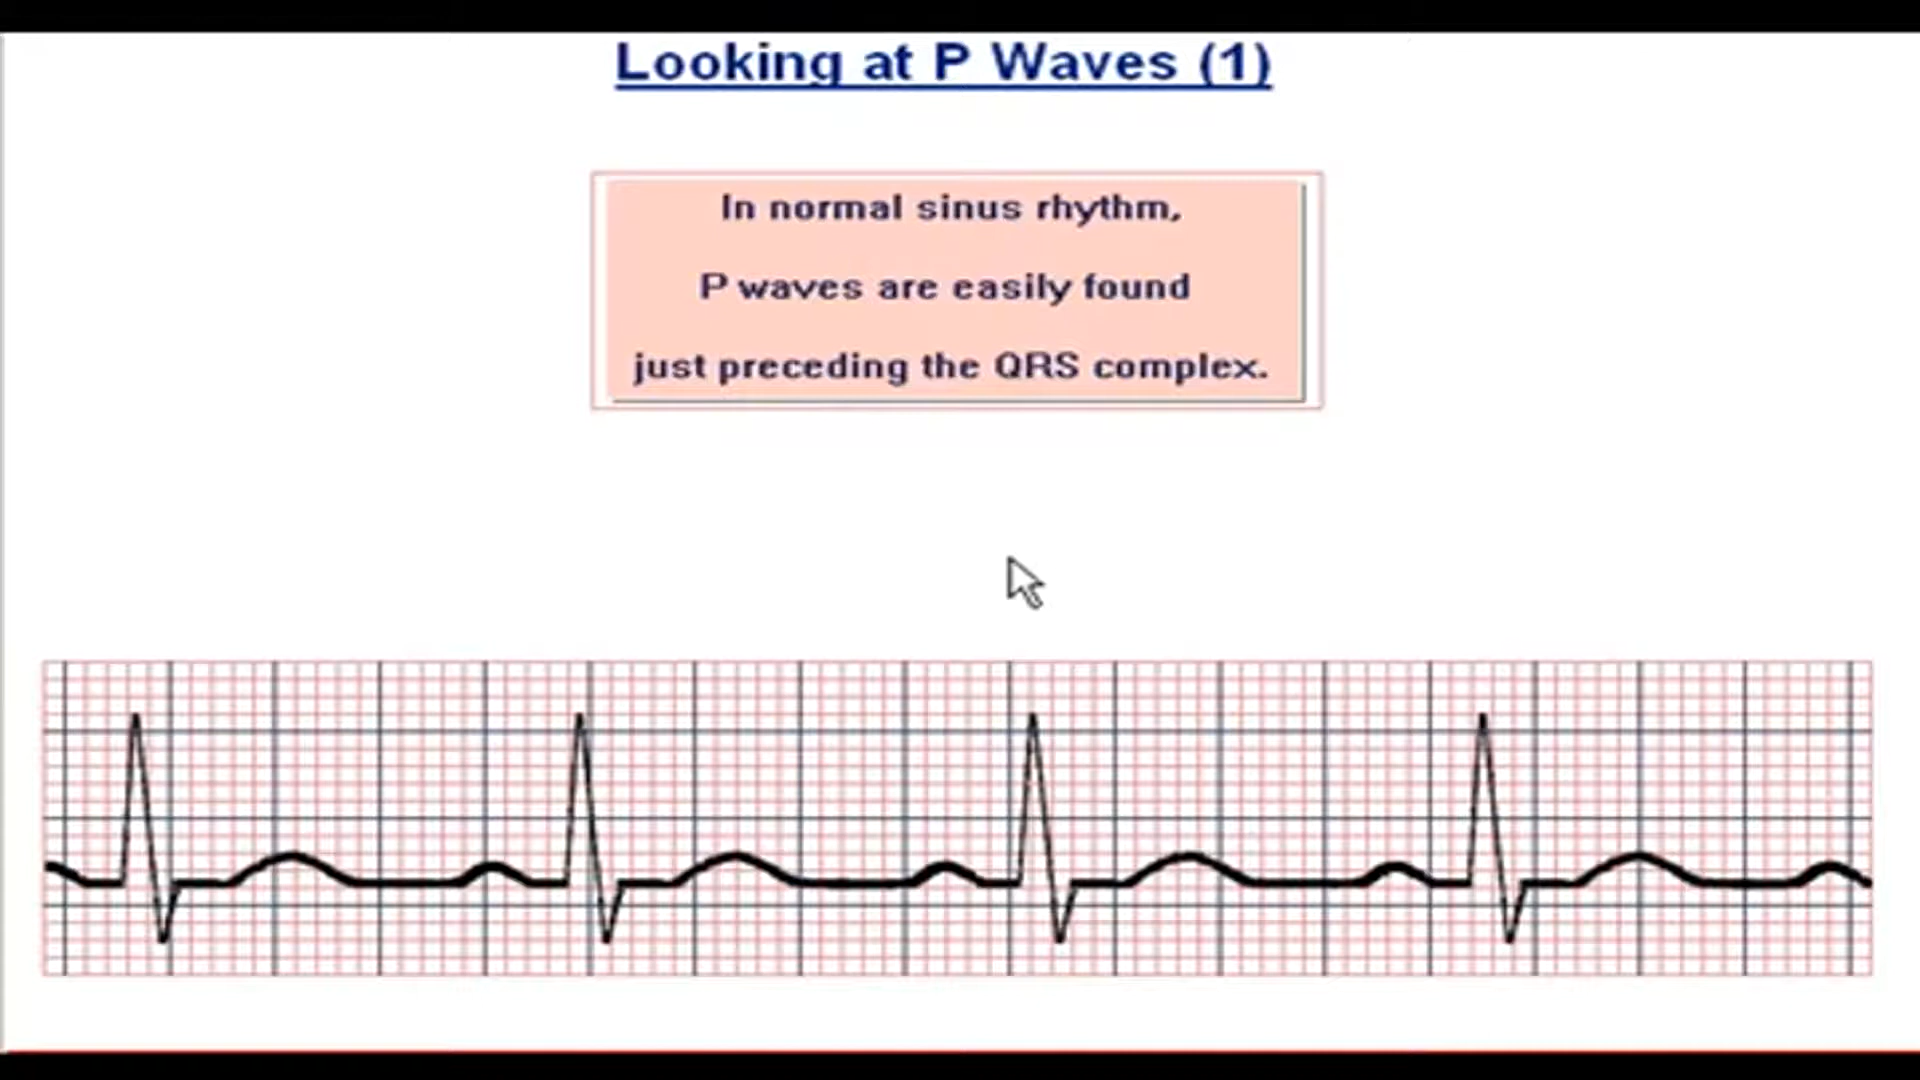 Looking at P Waves (1)
In normal sinus rhythm,
P waves are easily found
just preceding the QRS complex.